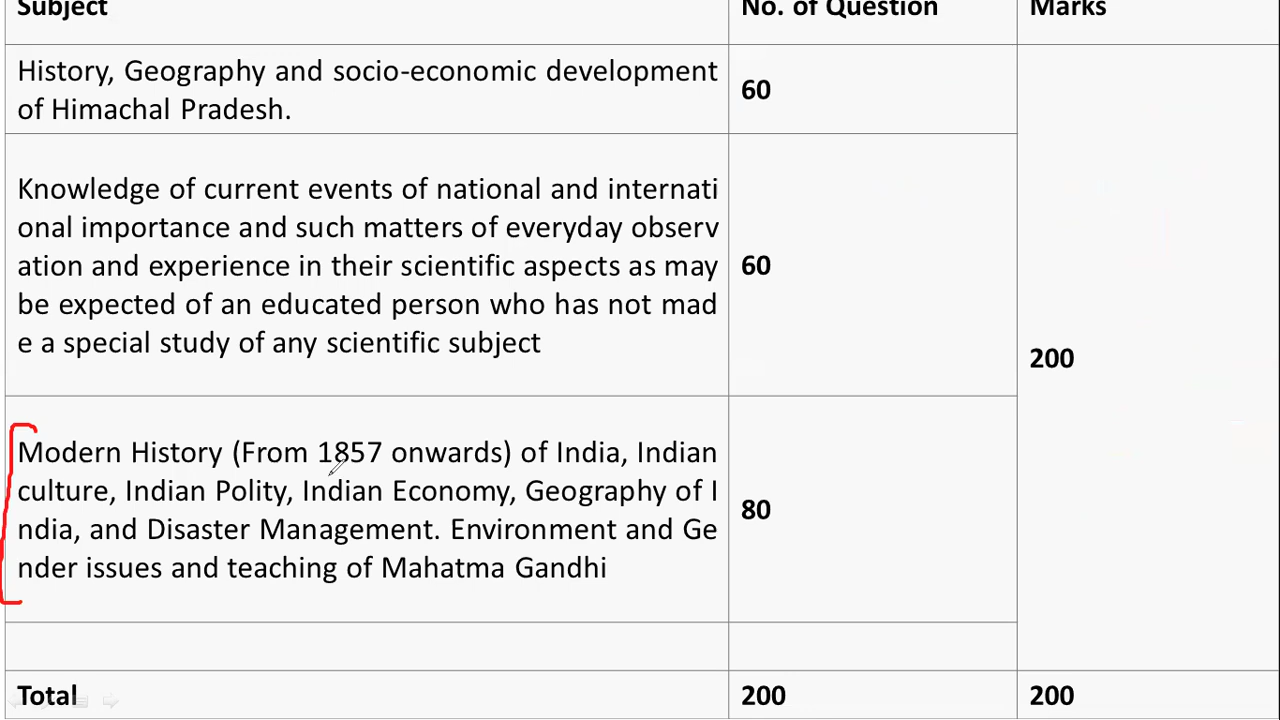 Subject
No. of Question
Marks
History, Geography and socio-economic development
of Himachal Pradesh.
60
Knowledge of current events of national and internati
onal importance and such matters of everyday observ
ation and experience in their scientific aspects as may
be expected of an educated person who has not mad
e a special study of any scientific subject
60
200
Modern History (From 1857 onwards) of India, Indian
culture, Indian Polity, Indian Economy, Geography of I
ndia, and Disaster Management. Environment and Ge
nder issues and teaching of Mahatma Gandhi
80
Total
200
200